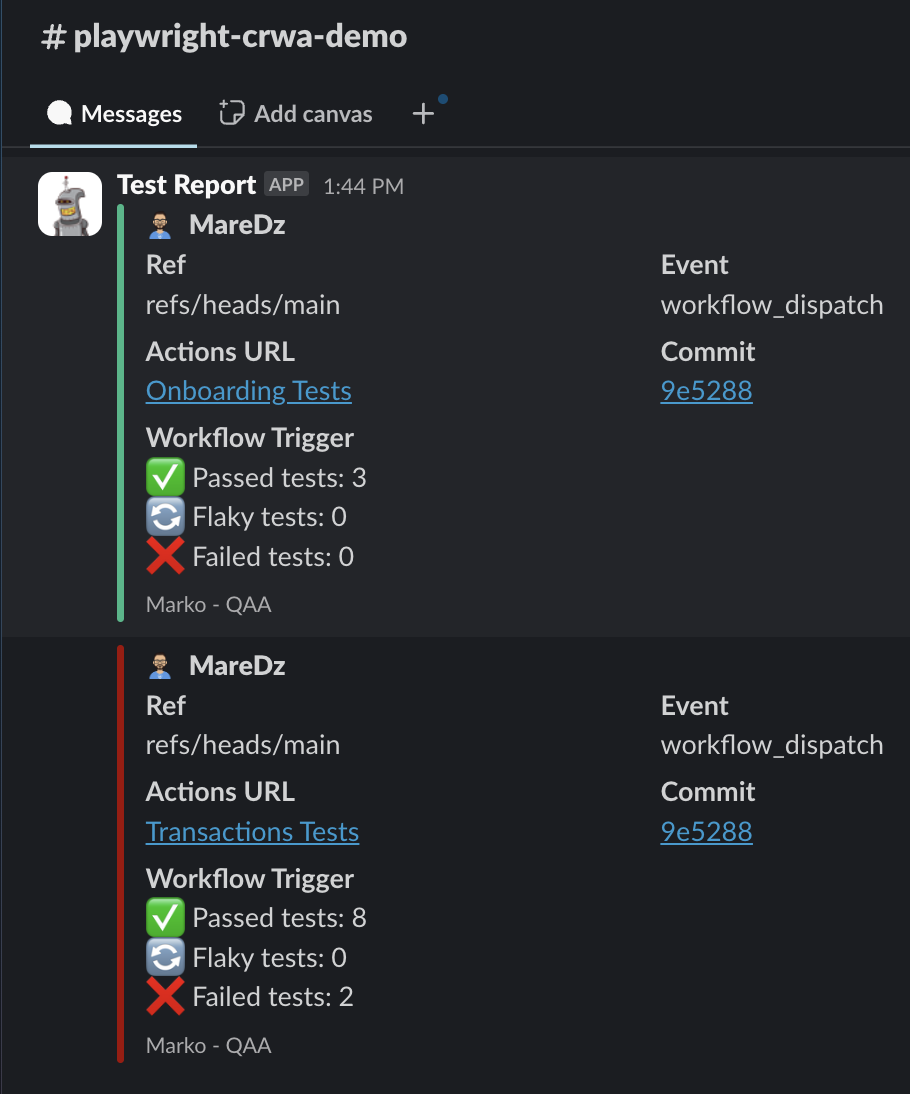 # playwright-crwa-demo
Messages Add canvas +
Test Report APP 1:44 PM
MareDz
Ref Event
refs/heads/main workflow_dispatch
Actions URL Commit
Onboarding Tests 9e5288
Workflow Trigger
✅ Passed tests: 3
🔄 Flaky tests: 0
❌ Failed tests: 0
Marko - QAA
MareDz
Ref Event
refs/heads/main workflow_dispatch
Actions URL Commit
Transactions Tests 9e5288
Workflow Trigger
✅ Passed tests: 8
🔄 Flaky tests: 0
❌ Failed tests: 2
Marko - QAA